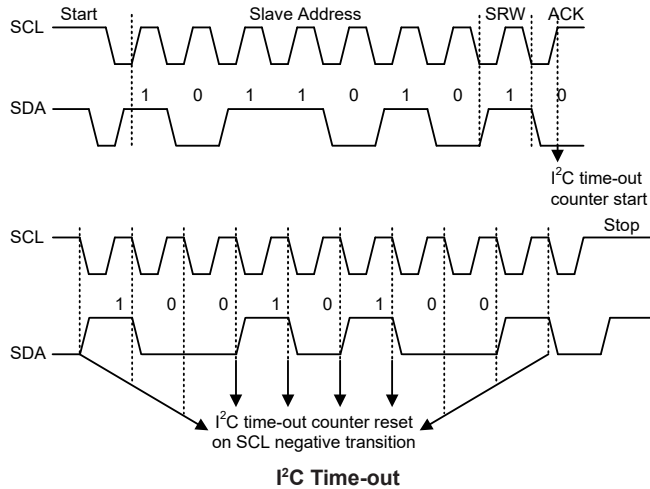 Start Slave Address SRW ACK
SCL
1 0 1 1 0 1 0 1 0
SDA
I²C time-out
counter start
Stop
SCL
1 0 0 1 0 1 0 0
SDA
I²C time-out counter reset
on SCL negative transition
I²C Time-out